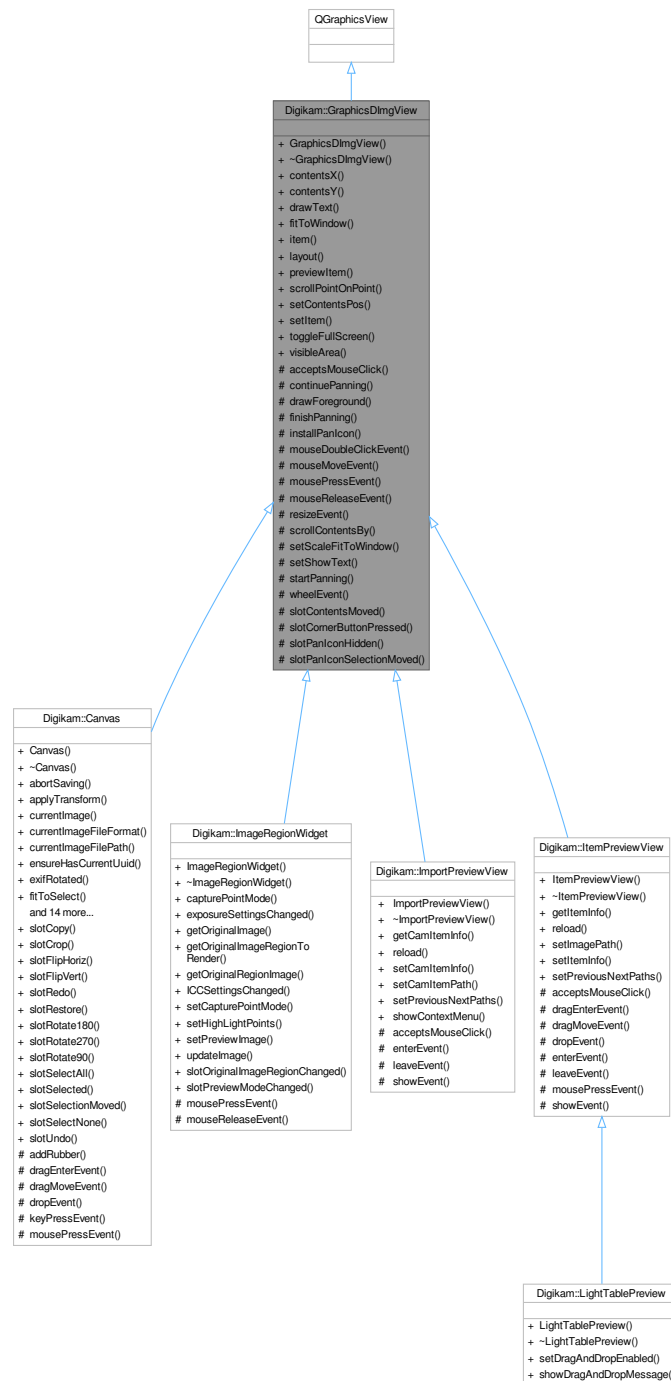 QGraphicsView
Digikam::GraphicsDImgView
+ GraphicsDImgView()
+ ~GraphicsDImgView()
+ contentsX()
+ contentsY()
+ drawText()
+ fitToWindow()
+ item()
+ layout()
+ previewItem()
+ scrollPointOnPoint()
+ setContentsPos()
+ setItem()
+ toggleFullScreen()
+ visibleArea()
# acceptsMouseClick()
# continuePanning()
# drawForeground()
# finishPanning()
# installPanIcon()
# mouseDoubleClickEvent()
# mouseMoveEvent()
# mousePressEvent()
# mouseReleaseEvent()
# resizeEvent()
# scrollContentsBy()
# setScaleFitToWindow()
# setShowText()
# startPanning()
# wheelEvent()
# slotContentsMoved()
# slotCornerButtonPressed()
# slotPanIconHidden()
# slotPanIconSelectionMoved()
Digikam::Canvas
+ Canvas()
+ ~Canvas()
+ abortSaving()
+ applyTransform()
+ currentImage()
+ currentImageFileFormat()
+ currentImageFilePath()
+ ensureHasCurrentUuid()
+ exifRotated()
+ fitToSelect()
and 14 more...
+ slotCopy()
+ slotCrop()
+ slotFlipHoriz()
+ slotFlipVert()
+ slotRedo()
+ slotRestore()
+ slotRotate180()
+ slotRotate270()
+ slotRotate90()
+ slotSelectAll()
+ slotSelected()
+ slotSelectionMoved()
+ slotSelectNone()
+ slotUndo()
# addRubber()
# dragEnterEvent()
# dragMoveEvent()
# dropEvent()
# keyPressEvent()
# mousePressEvent()
Digikam::ImageRegionWidget
+ ImageRegionWidget()
+ ~ImageRegionWidget()
+ capturePointMode()
+ exposureSettingsChanged()
+ getOriginalImage()
+ getOriginalImageRegionTo
Render()
+ getOriginalRegionImage()
+ ICCSettingsChanged()
+ setCapturePointMode()
+ setHighLightPoints()
+ setPreviewImage()
+ updateImage()
+ slotOriginalImageRegionChanged()
+ slotPreviewModeChanged()
# mousePressEvent()
# mouseReleaseEvent()
Digikam::ImportPreviewView
+ ImportPreviewView()
+ ~ImportPreviewView()
+ getCamItemInfo()
+ reload()
+ setCamItemInfo()
+ setCamItemPath()
+ setPreviousNextPaths()
+ showContextMenu()
# acceptsMouseClick()
# enterEvent()
# leaveEvent()
# showEvent()
Digikam::ItemPreviewView
+ ItemPreviewView()
+ ~ItemPreviewView()
+ getItemInfo()
+ reload()
+ setImagePath()
+ setItemInfo()
+ setPreviousNextPaths()
# acceptsMouseClick()
# dragEnterEvent()
# dragMoveEvent()
# dropEvent()
# enterEvent()
# leaveEvent()
# mousePressEvent()
# showEvent()
Digikam::LightTablePreview
+ LightTablePreview()
+ ~LightTablePreview()
+ setDragAndDropEnabled()
+ showDragAndDropMessage()